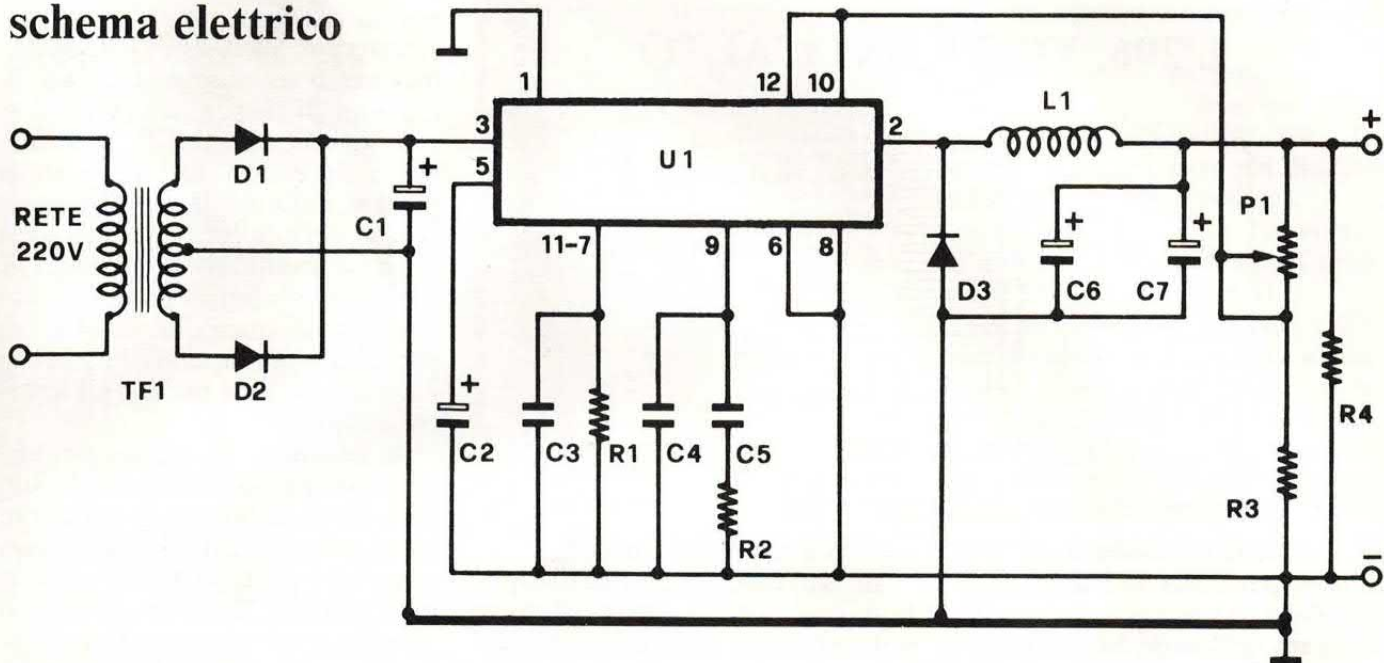 schema elettrico
1
12
10
3
5
2
U1
L1
+
D1
+
C1
RETE
220V
TF1
D2
11-7
9
6
8
D3
+
C6
+
C7
P1
+
C2
C3
R1
C4
C5
R2
R3
R4
-